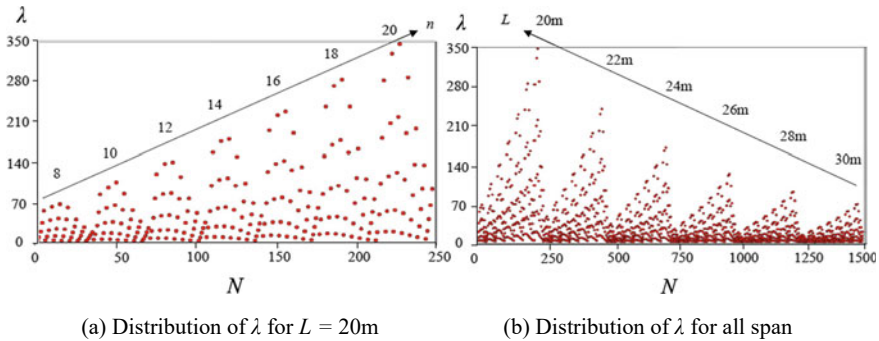 λ
350
280
210
140
70
0
8
10
12
14
16
18
20
n
0
50
100
150
200
250
N
(a) Distribution of λ for L = 20m
λ
350
280
210
140
70
0
L
20m
22m
24m
26m
28m
30m
0
250
500
750
1000
1250
1500
N
(b) Distribution of λ for all span